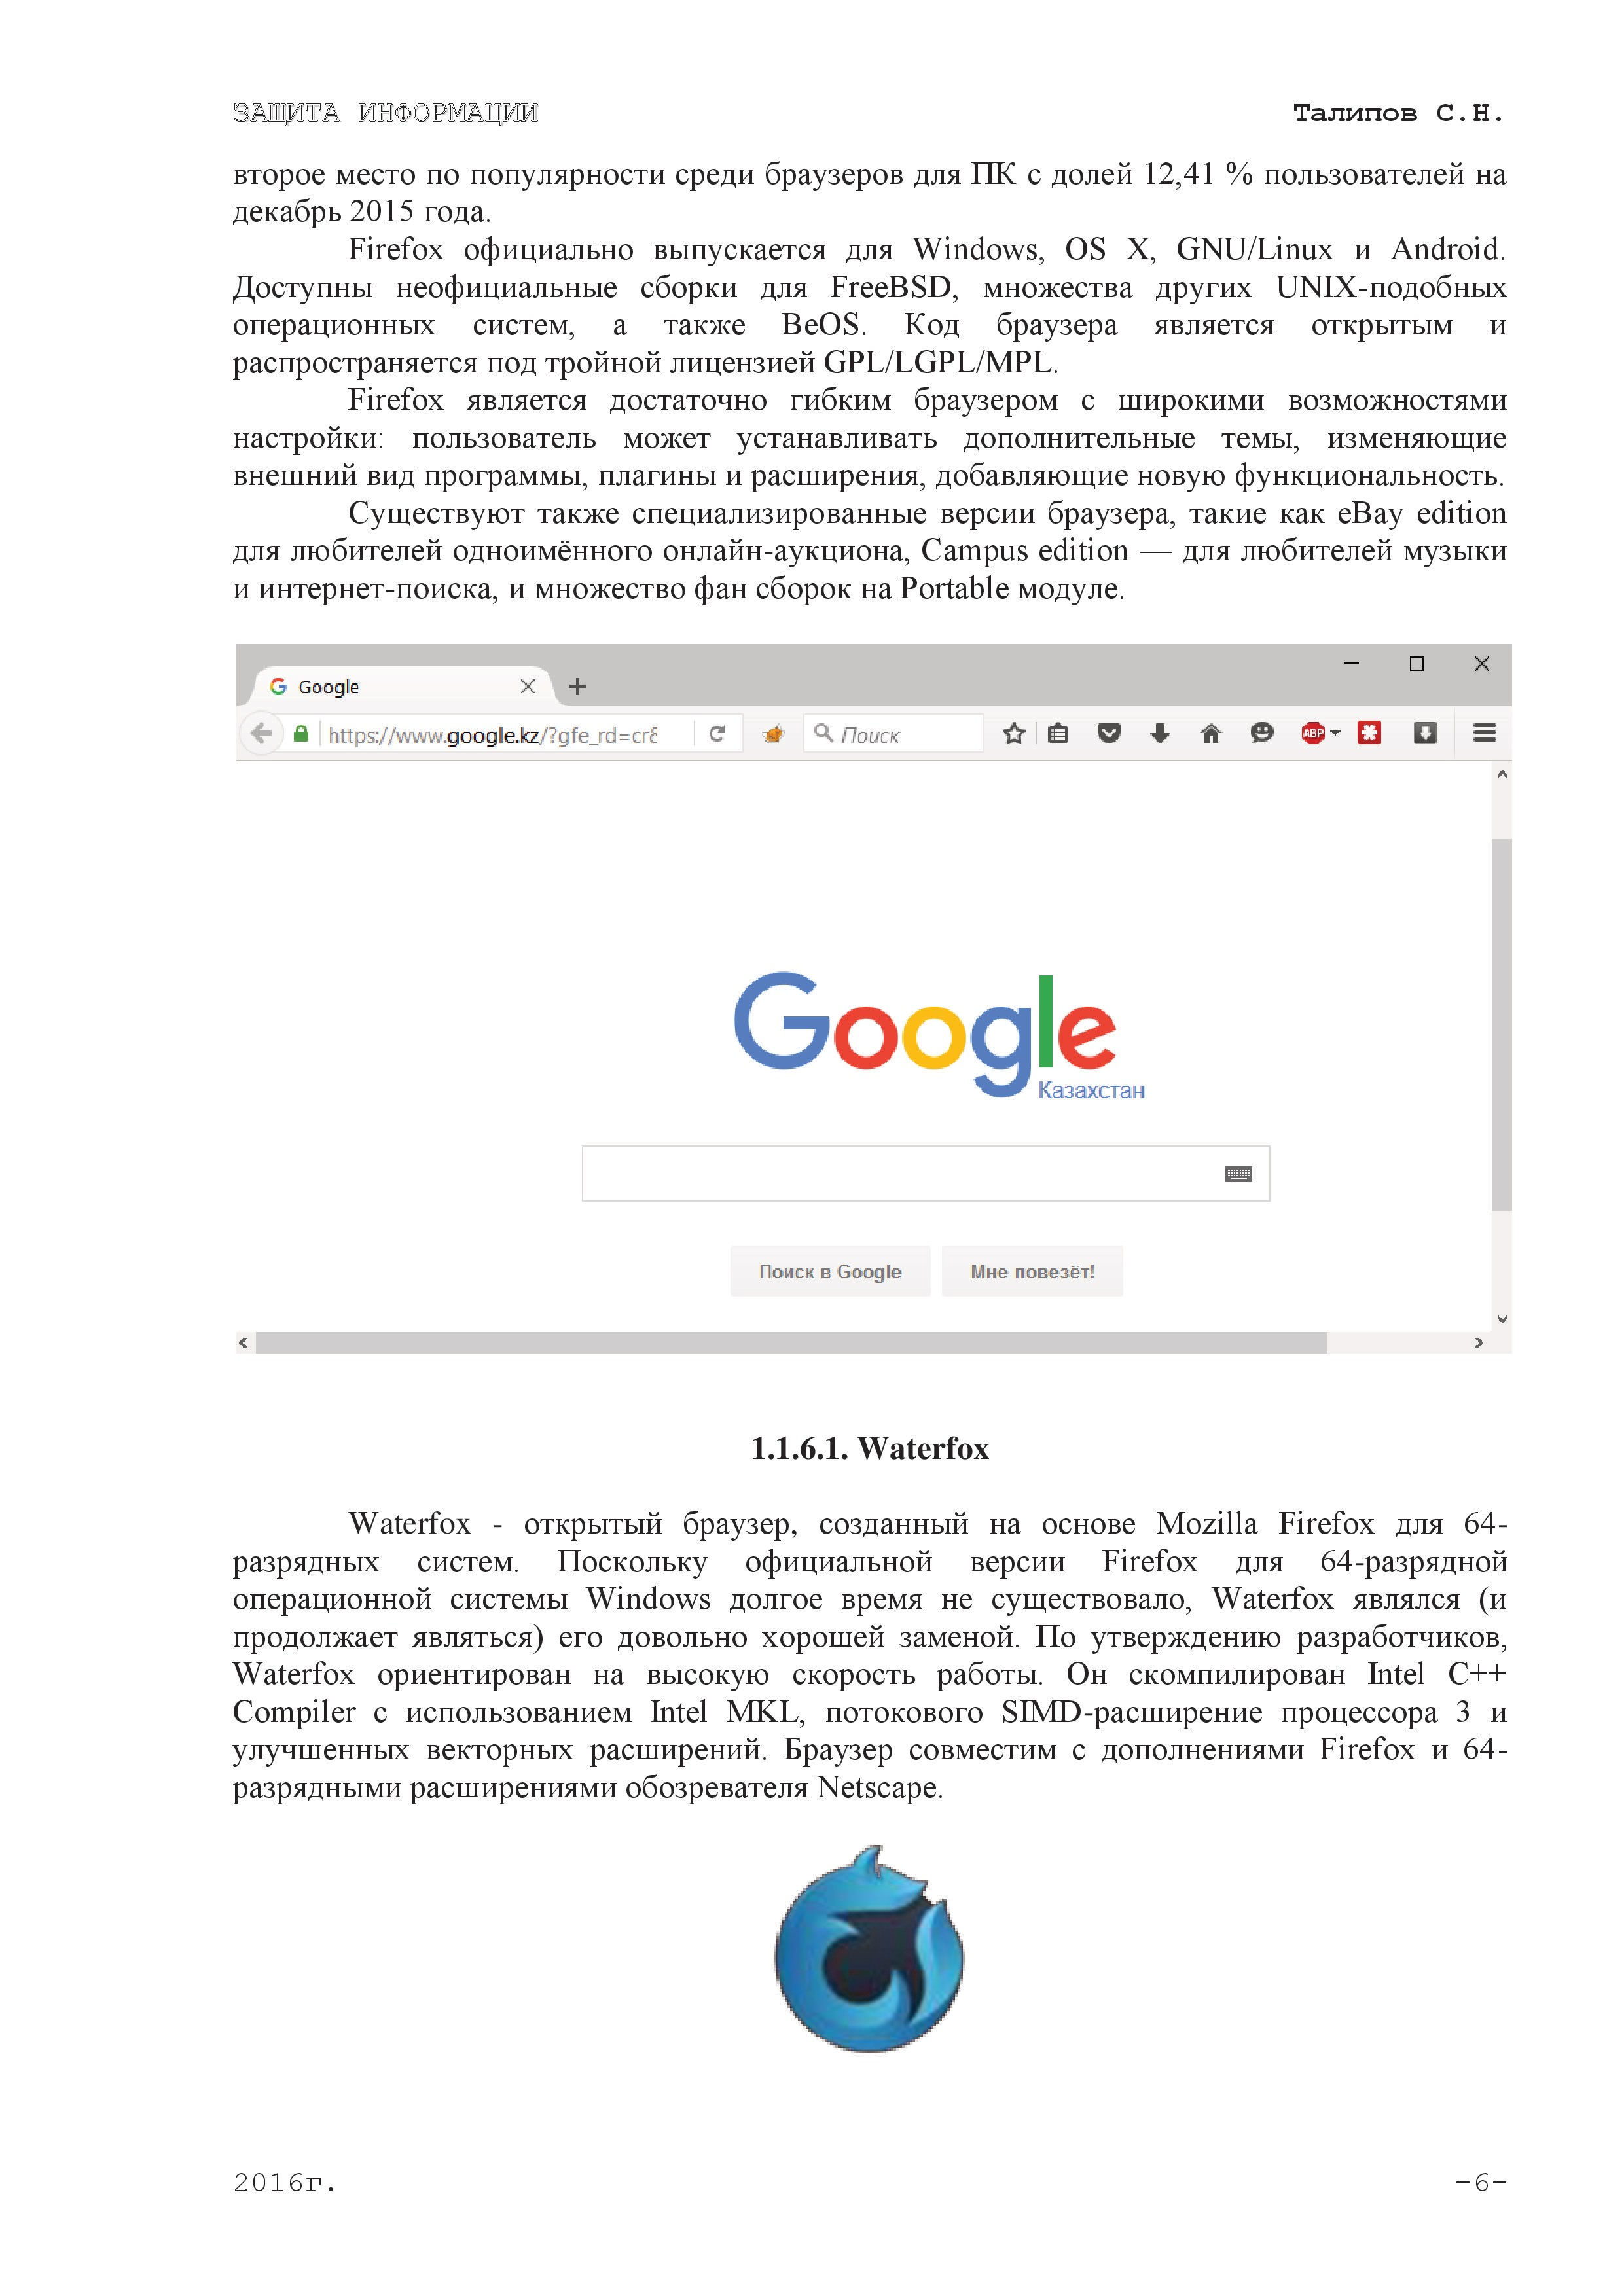 ЗАЩИТА ИНФОРМАЦИИ Талипов С.Н.
второе место по популярности среди браузеров для ПК с долей 12,41 % пользователей на
декабрь 2015 года.
Firefox официально выпускается для Windows, OS X, GNU/Linux и Android.
Доступны неофициальные сборки для FreeBSD, множества других UNIX-подобных
операционных систем, а также BeOS. Код браузера является открытым и
распространяется под тройной лицензией GPL/LGPL/MPL.
Firefox является достаточно гибким браузером с широкими возможностями
настройки: пользователь может устанавливать дополнительные темы, изменяющие
внешний вид программы, плагины и расширения, добавляющие новую функциональность.
Существуют также специализированные версии браузера, такие как eBay edition
для любителей одноимённого онлайн-аукциона, Campus edition — для любителей музыки
и интернет-поиска, и множество фан сборок на Portable модуле.
Google
https://www.google.kz/?gfe_rd=cr& Поиск ABP
Google
Казахстан
Поиск в Google Мне повезёт!
1.1.6.1. Waterfox
Waterfox - открытый браузер, созданный на основе Mozilla Firefox для 64-
разрядных систем. Поскольку официальной версии Firefox для 64-разрядной
операционной системы Windows долгое время не существовало, Waterfox являлся (и
продолжает являться) его довольно хорошей заменой. По утверждению разработчиков,
Waterfox ориентирован на высокую скорость работы. Он скомпилирован Intel C++
Compiler с использованием Intel MKL, потокового SIMD-расширение процессора 3 и
улучшенных векторных расширений. Браузер совместим с дополнениями Firefox и 64-
разрядными расширениями обозревателя Netscape.
2016г. -6-